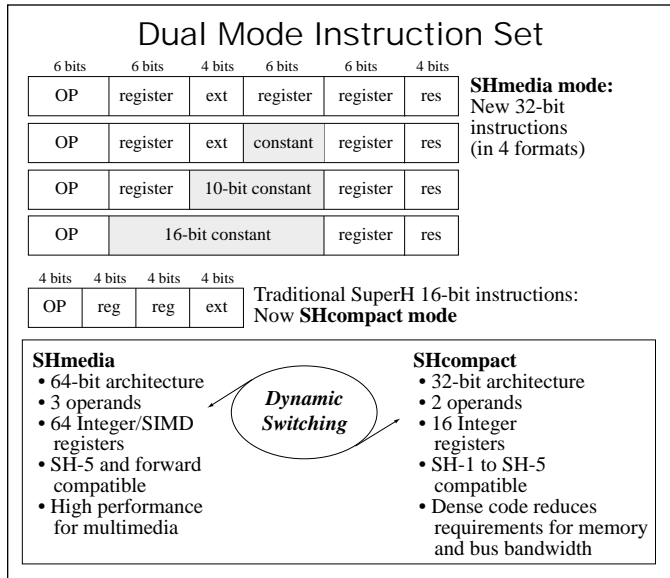 Dual Mode Instruction Set
6 bits 6 bits 4 bits 6 bits 6 bits 4 bits
OP register ext register register res
SHmedia mode:
New 32-bit
instructions
(in 4 formats)
OP register ext constant register res
OP register 10-bit constant register res
OP 16-bit constant register res
4 bits 4 bits 4 bits 4 bits
OP reg reg ext
Traditional SuperH 16-bit instructions:
Now SHcompact mode
SHmedia
• 64-bit architecture
• 3 operands
• 64 Integer/SIMD
registers
• SH-5 and forward
compatible
• High performance
for multimedia
Dynamic
Switching
SHcompact
• 32-bit architecture
• 2 operands
• 16 Integer
registers
• SH-1 to SH-5
compatible
• Dense code reduces
requirements for memory
and bus bandwidth